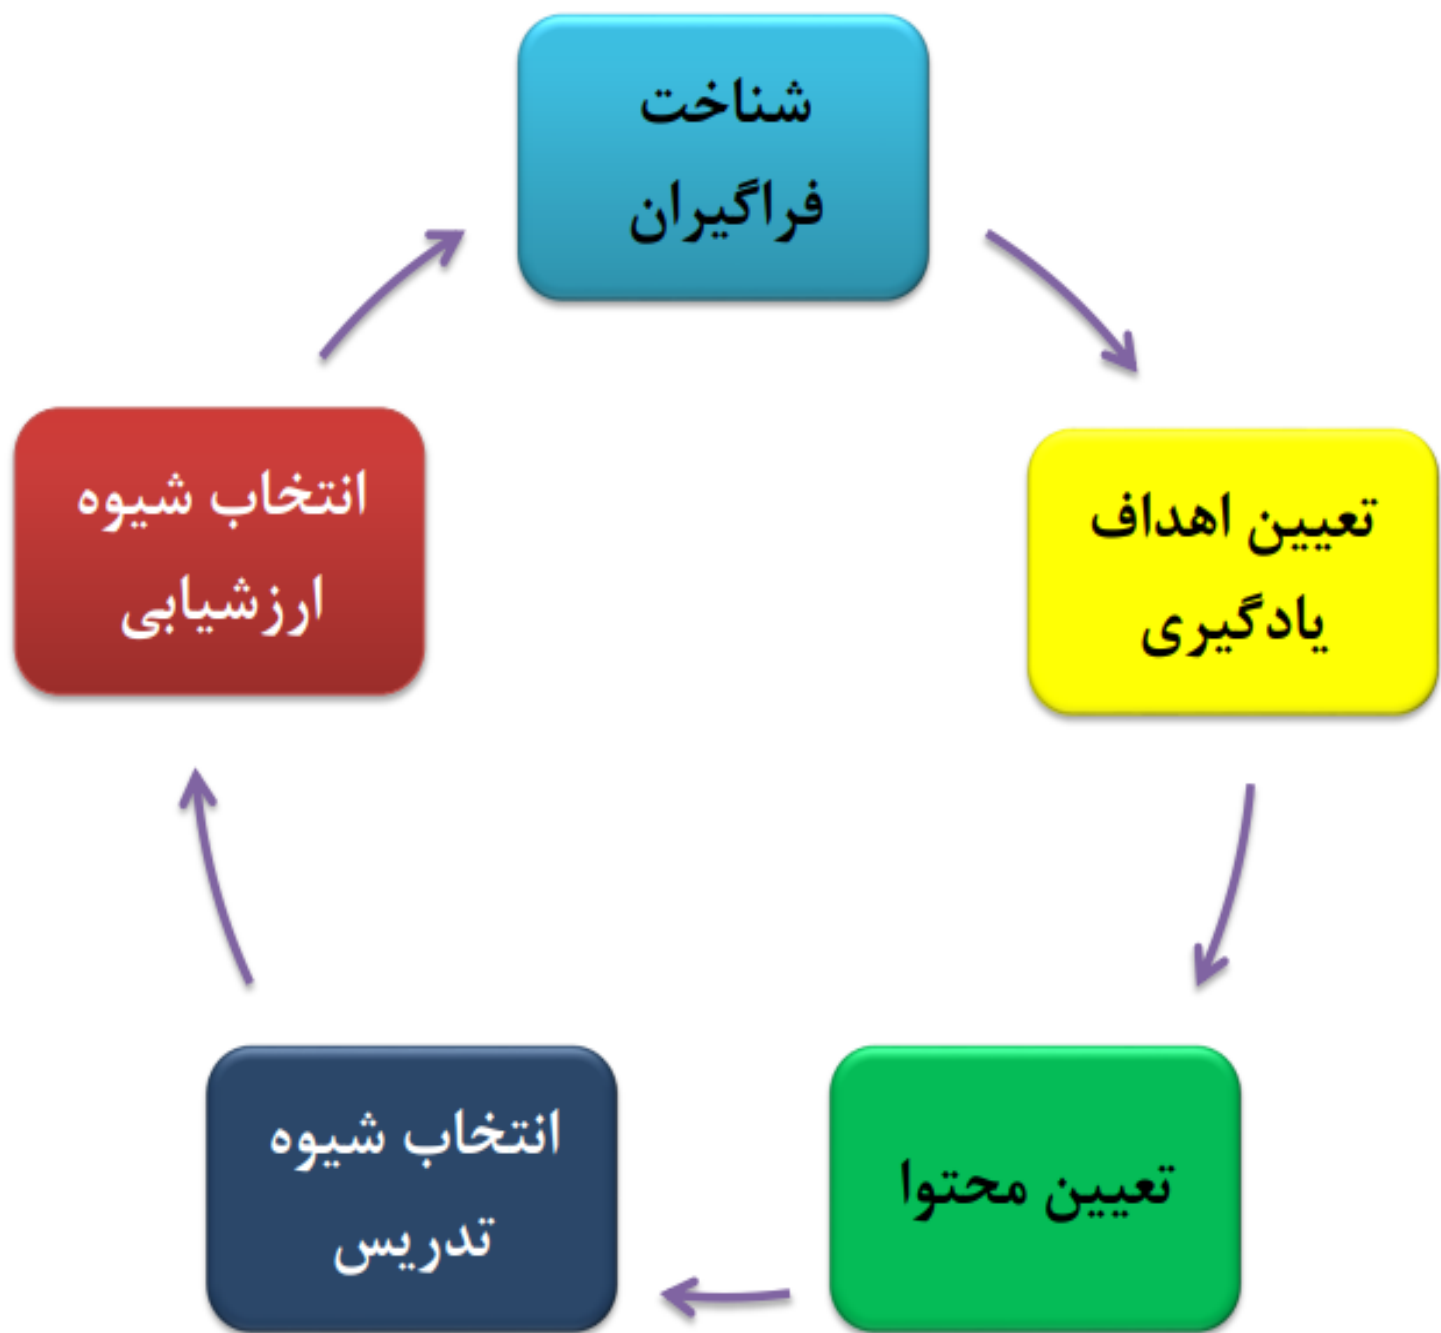 شناخت
فراگیران
تعیین اهداف
یادگیری
تعیین محتوا
انتخاب شیوه
تدریس
انتخاب شیوه
ارزشیابی